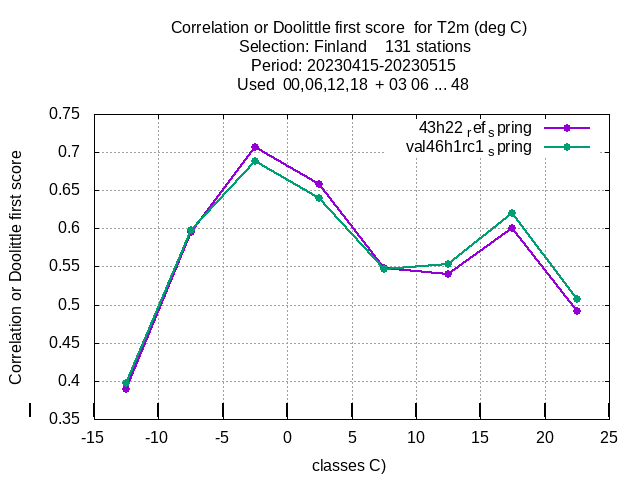 Correlation or Doolittle first score for T2m (deg C)
Selection: Finland 131 stations
Period: 20230415-20230515
Used 00,06,12,18 + 03 06 ... 48
43h22 ref spring
val46h1rc1 spring
0.75
0.7
0.65
0.6
0.55
0.5
0.45
0.4
0.35
Correlation or Doolittle first score
-15 -10 -5 0 5 10 15 20 25
classes C)